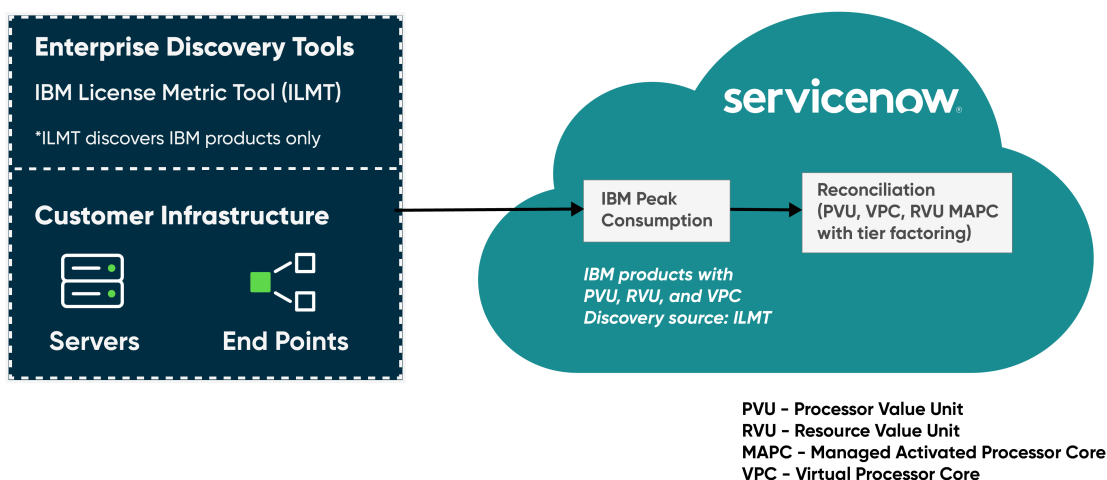 Enterprise Discovery Tools
IBM License Metric Tool (ILMT)
*ILMT discovers IBM products only
Customer Infrastructure
Servers
End Points
servicenow®
IBM Peak
Consumption
Reconciliation
(PVU, VPC, RVU MAPC
with tier factoring)
IBM products with
PVU, RVU, and VPC
Discovery source: ILMT
PVU - Processor Value Unit
RVU - Resource Value Unit
MAPC - Managed Activated Processor Core
VPC - Virtual Processor Core